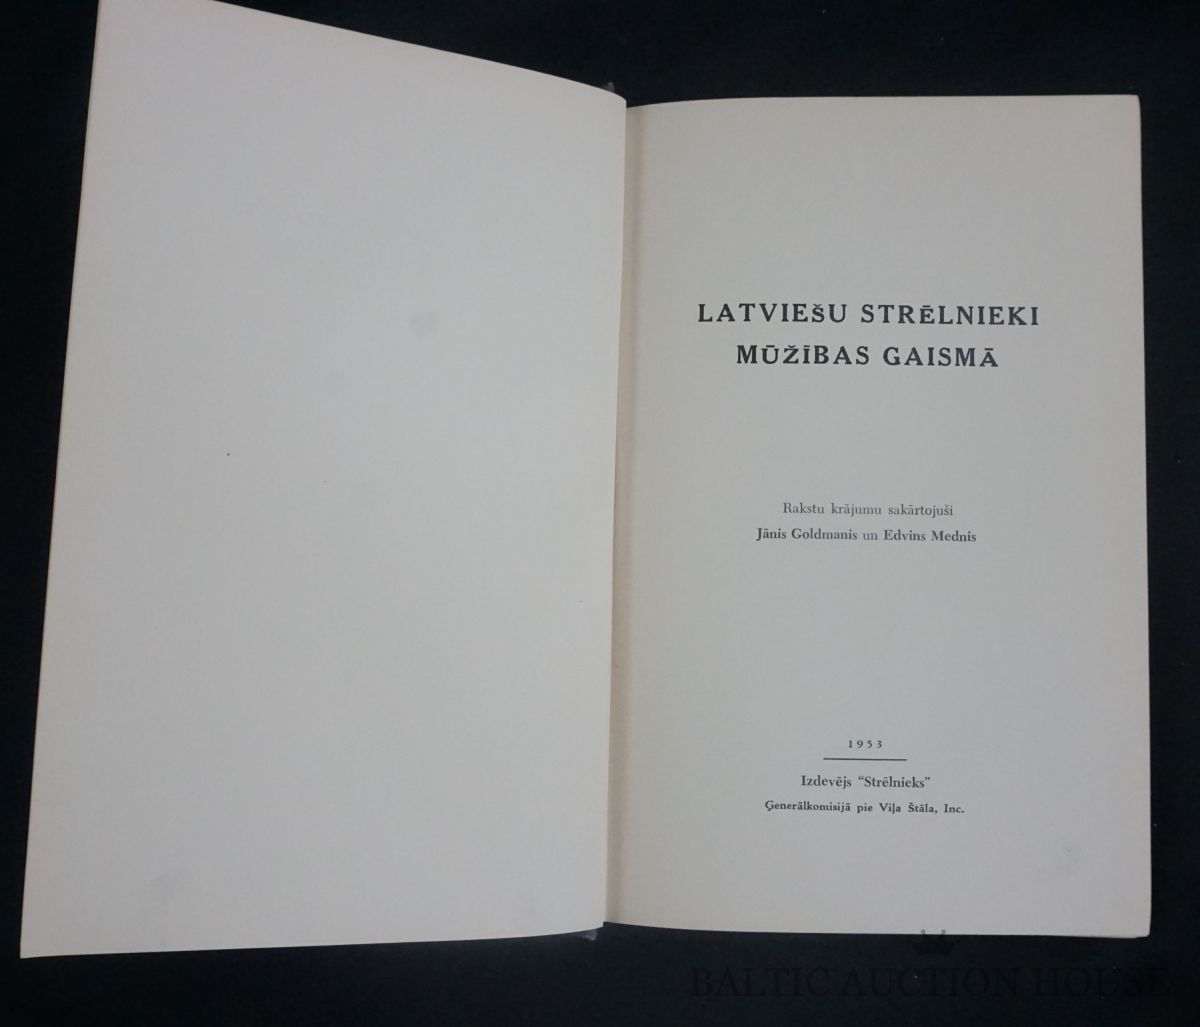 LATVIEŠU STRĒLNIEKI
MŪŽĪBAS GAISMĀ
Rakstu krājumu sakārtojuši
Jānis Goldmanis un Edvins Mednis
1953
Izdevējs “Strēlnieks”
Ģenerālkomisijā pie Viļa Štāla, Inc.
BALTIC AUCTION HOUSE